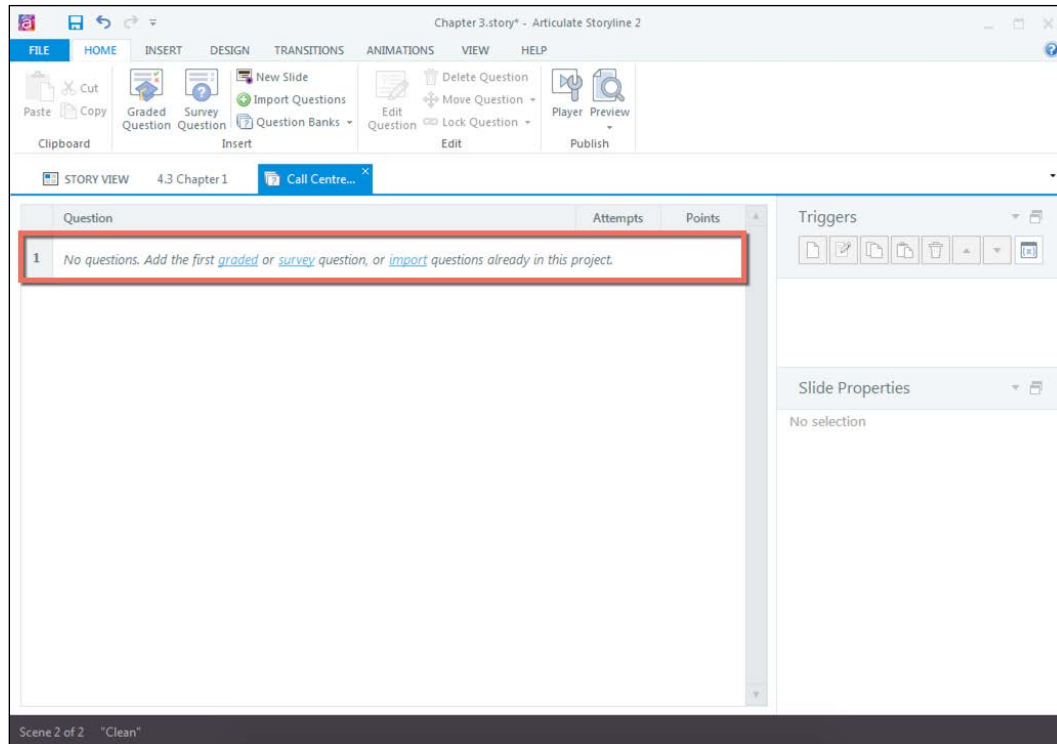 Chapter 3.story* - Articulate Storyline 2
FILE HOME INSERT DESIGN TRANSITIONS ANIMATIONS VIEW HELP
Paste
Cut
Copy
Clipboard
Graded Question
Survey Question
New Slide
Import Questions
Question Banks
Insert
Edit Question
Delete Question
Move Question
Lock Question
Edit
Player
Preview
Publish
STORY VIEW 4.3 Chapter 1 Call Centre...
Question Attempts Points
1 No questions. Add the first graded or survey question, or import questions already in this project.
Triggers
Slide Properties
No selection
Scene 2 of 2 "Clean"